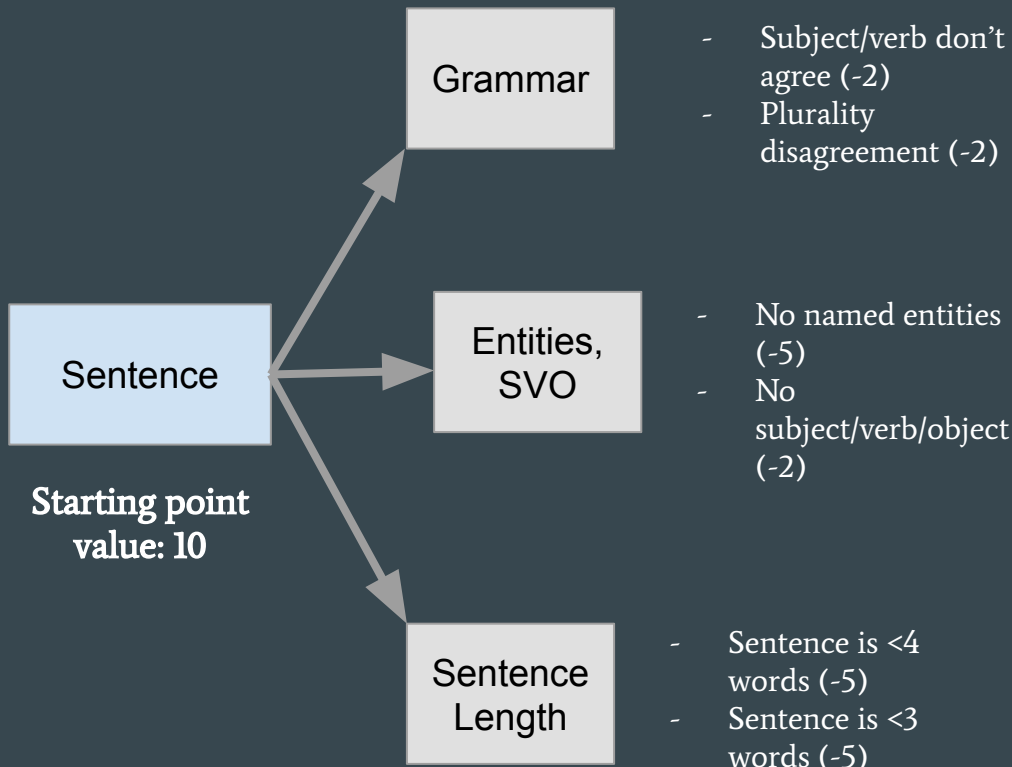 Grammar
- Subject/verb don't
agree (-2)
- Plurality
disagreement (-2)
Sentence
Starting point
value: 10
Entities,
SVO
- No named entities
(-5)
- No
subject/verb/object
(-2)
Sentence
Length
- Sentence is <4
words (-5)
- Sentence is <3
words (-5)